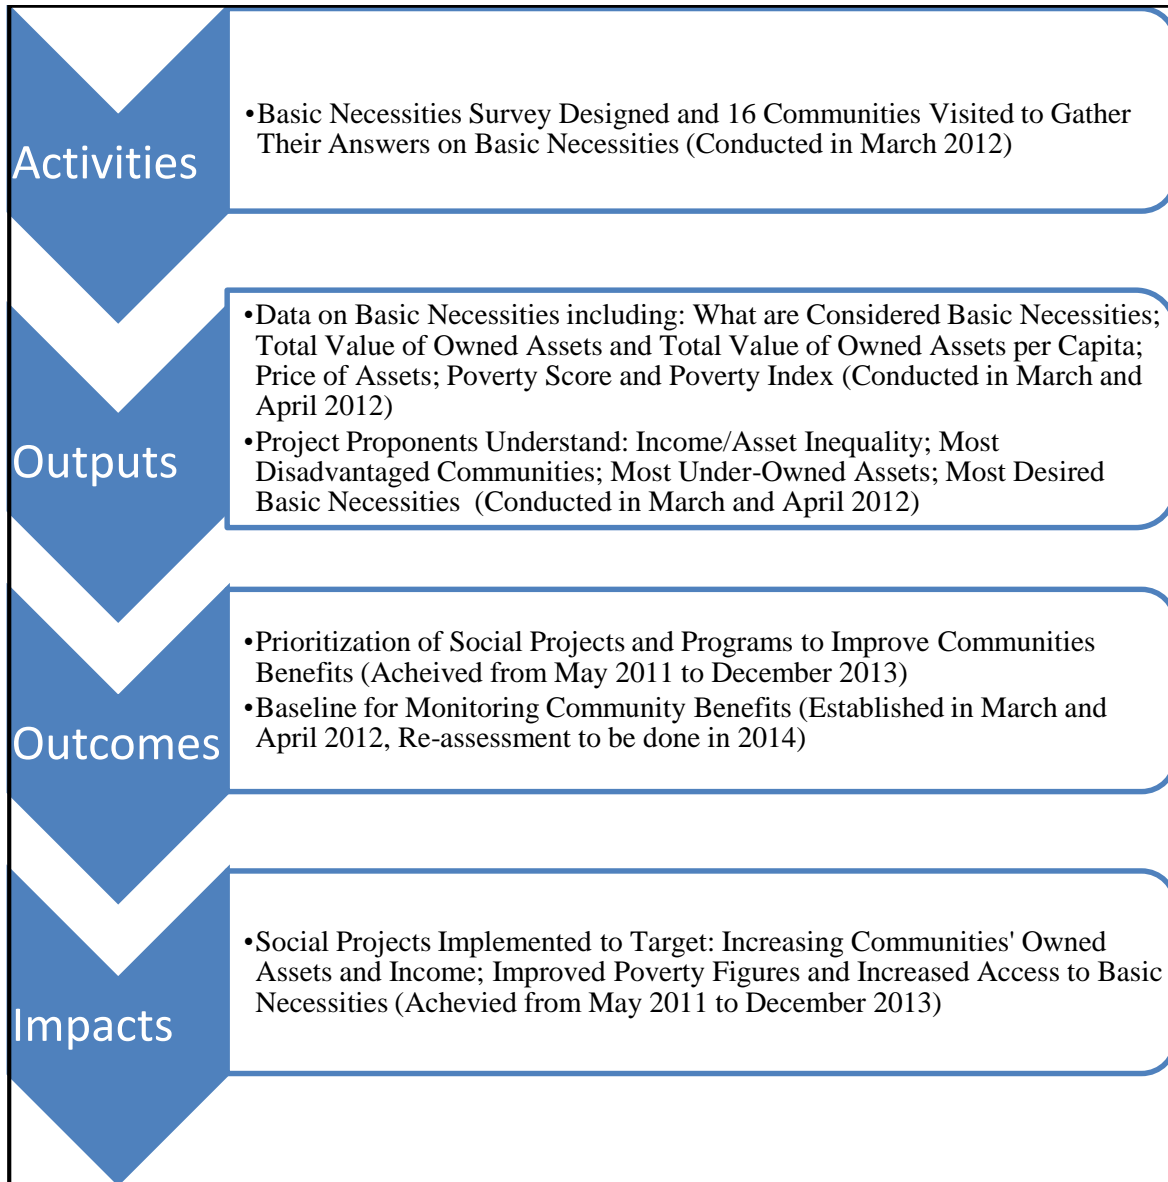 Activities
•Basic Necessities Survey Designed and 16 Communities Visited to Gather
Their Answers on Basic Necessities (Conducted in March 2012)
Outputs
•Data on Basic Necessities including: What are Considered Basic Necessities;
Total Value of Owned Assets and Total Value of Owned Assets per Capita;
Price of Assets; Poverty Score and Poverty Index (Conducted in March and
April 2012)
•Project Proponents Understand: Income/Asset Inequality; Most
Disadvantaged Communities; Most Under-Owned Assets; Most Desired
Basic Necessities (Conducted in March and April 2012)
Outcomes
•Prioritization of Social Projects and Programs to Improve Communities
Benefits (Acheived from May 2011 to December 2013)
•Baseline for Monitoring Community Benefits (Established in March and
April 2012, Re-assessment to be done in 2014)
Impacts
•Social Projects Implemented to Target: Increasing Communities' Owned
Assets and Income; Improved Poverty Figures and Increased Access to Basic
Necessities (Achevied from May 2011 to December 2013)